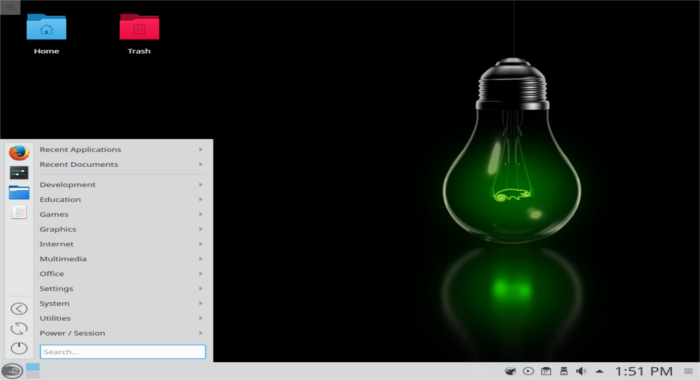 Home
Trash
Recent Applications
Recent Documents
Development
Education
Games
Graphics
Internet
Multimedia
Office
Settings
System
Utilities
Power / Session
Search...
1:51 PM